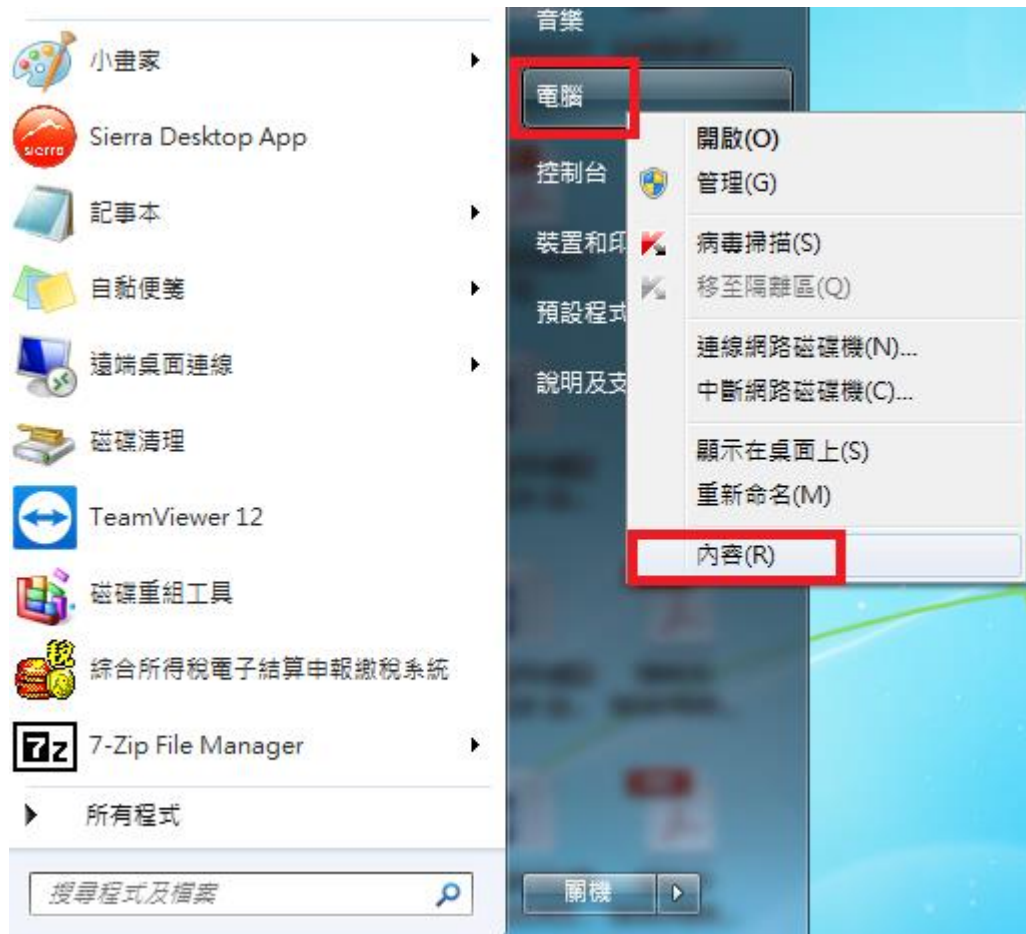 小畫家
Sierra Desktop App
sierra
記事本
自黏便箋
遠端桌面連線
磁碟清理
TeamViewer 12
磁碟重組工具
稅
綜合所得稅電子結算申報繳稅系統
7z
7-Zip File Manager
所有程式
搜尋程式及檔案
音樂
電腦
控制台
裝置和印
預設程式
說明及支
關機
開啟(O)
管理(G)
病毒掃描(S)
移至隔離區(Q)
連線網路磁碟機(N)...
中斷網路磁碟機(C)...
顯示在桌面上(S)
重新命名(M)
內容(R)